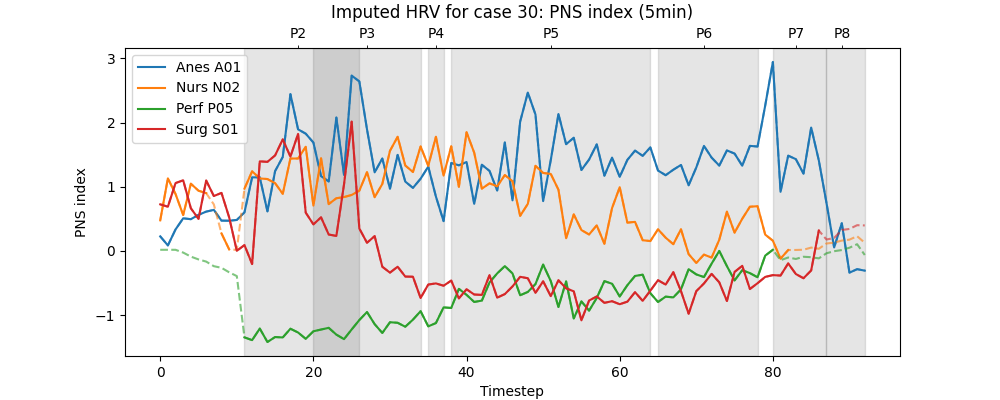 Imputed HRV for case 30: PNS index (5min)
P2 P3 P4 P5 P6 P7 P8
Anes A01
Nurs N02
Perf P05
Surg S01
PNS index
3
2
1
0
−1
0 20 40 60 80
Timestep